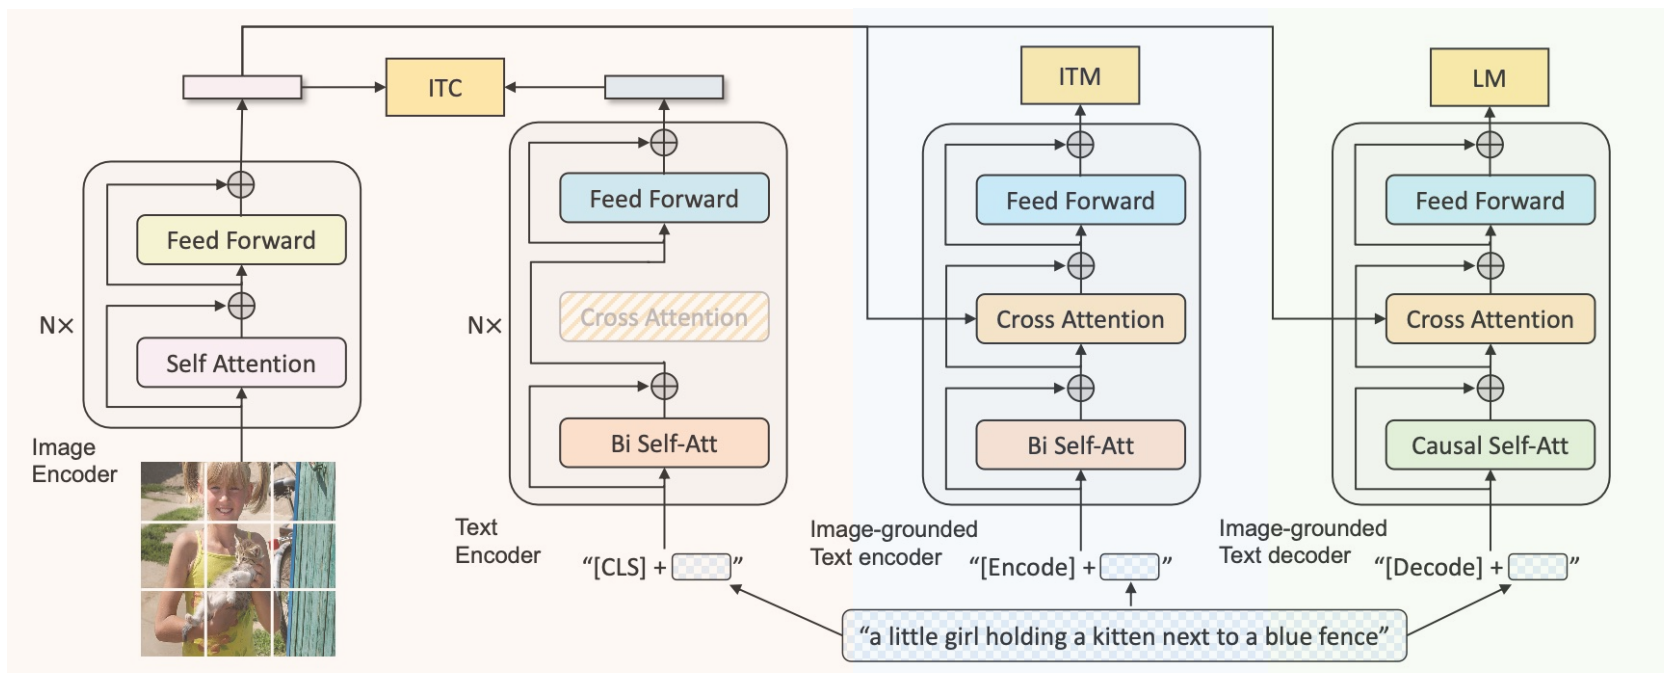 ITC
ITM
LM
Feed Forward
Self Attention
N×
Image
Encoder
Feed Forward
Cross Attention
Bi Self-Att
N×
Text
Encoder
“[CLS] + ”
Feed Forward
Cross Attention
Bi Self-Att
Image-grounded
Text encoder
“[Encode] + ”
Feed Forward
Cross Attention
Causal Self-Att
Image-grounded
Text decoder
“[Decode] + ”
“a little girl holding a kitten next to a blue fence”